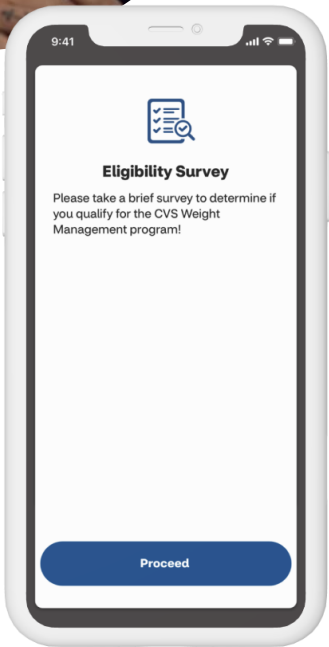 9:41
Eligibility Survey
Please take a brief survey to determine if
you qualify for the CVS Weight
Management program!
Proceed